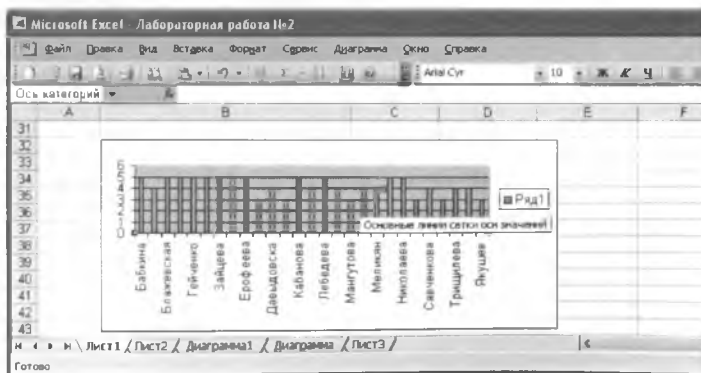 Microsoft Excel - Лабораторная работа №2
Файл Правка Вид Вставка Формат Сервис Диаграмма Окно Справка
Arial Cyr 10 Ж К Ч
Ось категорий
A B C D E F
31
32
33
34
35
36
37
38
39
40
41
42
43
Ряд1
Основные линии сетки оси значений
Бабкина
Блажевская
Гейченко
Зайцева
Ерофеева
Давыдовска
Кабанова
Лебедева
Мангутова
Меликян
Николаева
Савченкова
Трищилева
Якушев
Лист1 / Лист2 / Диаграмма1 / Диаграмма / Лист3 /
Готово